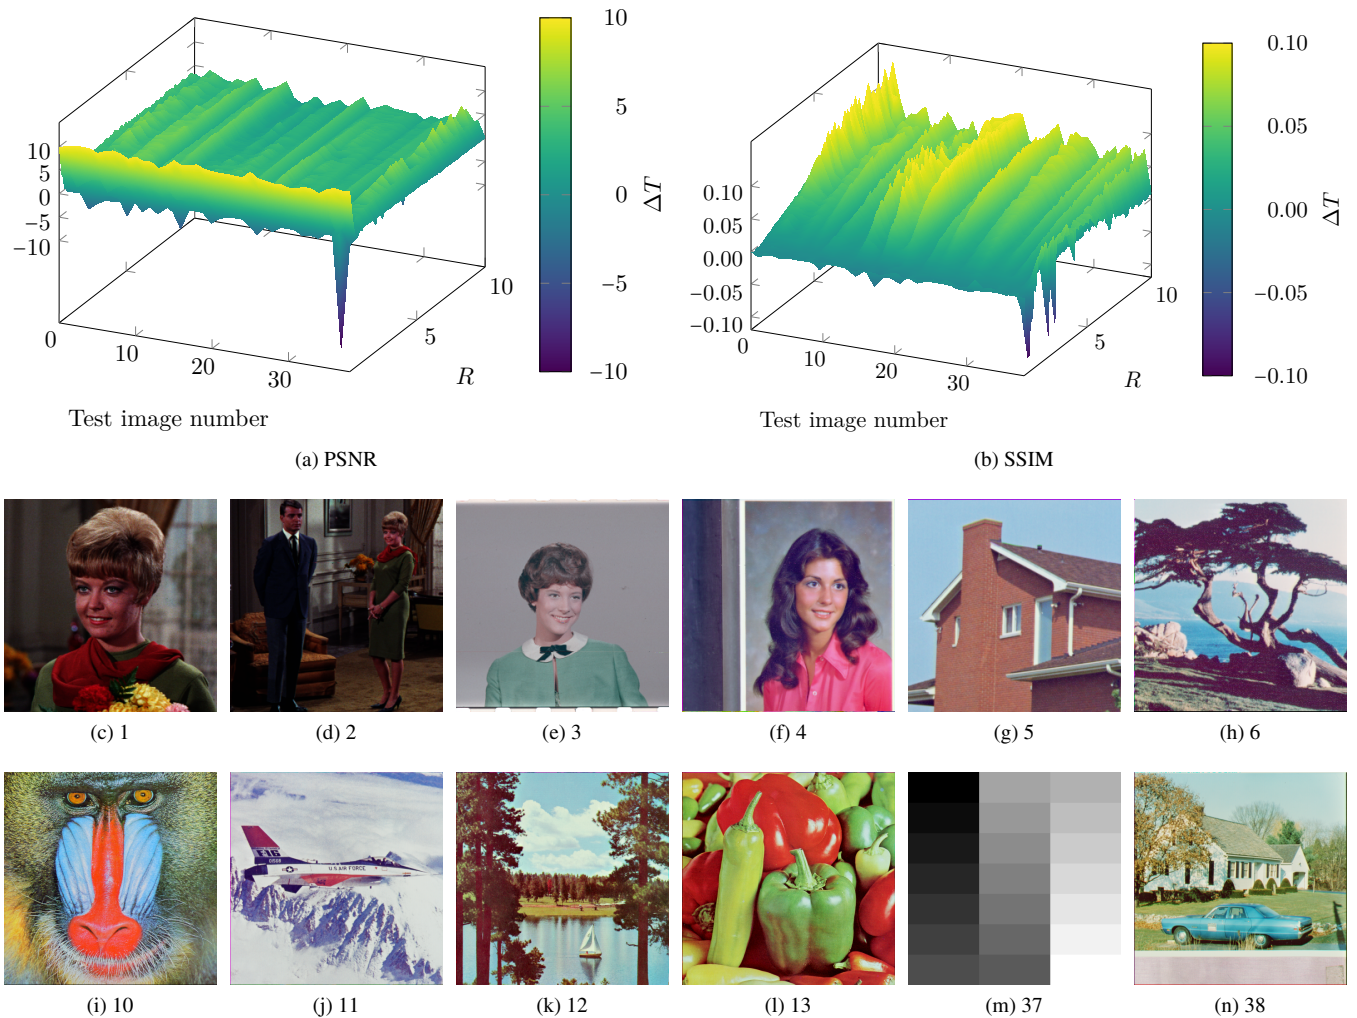 10
5
0
−5
−10
0
10
20
30
5
10
R
Test image number
10
5
0
−5
−10
ΔT
(a) PSNR
0.10
0.05
0.00
−0.05
−0.10
0
10
20
30
5
10
R
Test image number
0.10
0.05
0.00
−0.05
−0.10
ΔT
(b) SSIM
(c) 1
(d) 2
(e) 3
(f) 4
(g) 5
(h) 6
F16
U.S. AIR FORCE
(i) 10
(j) 11
(k) 12
(l) 13
(m) 37
(n) 38